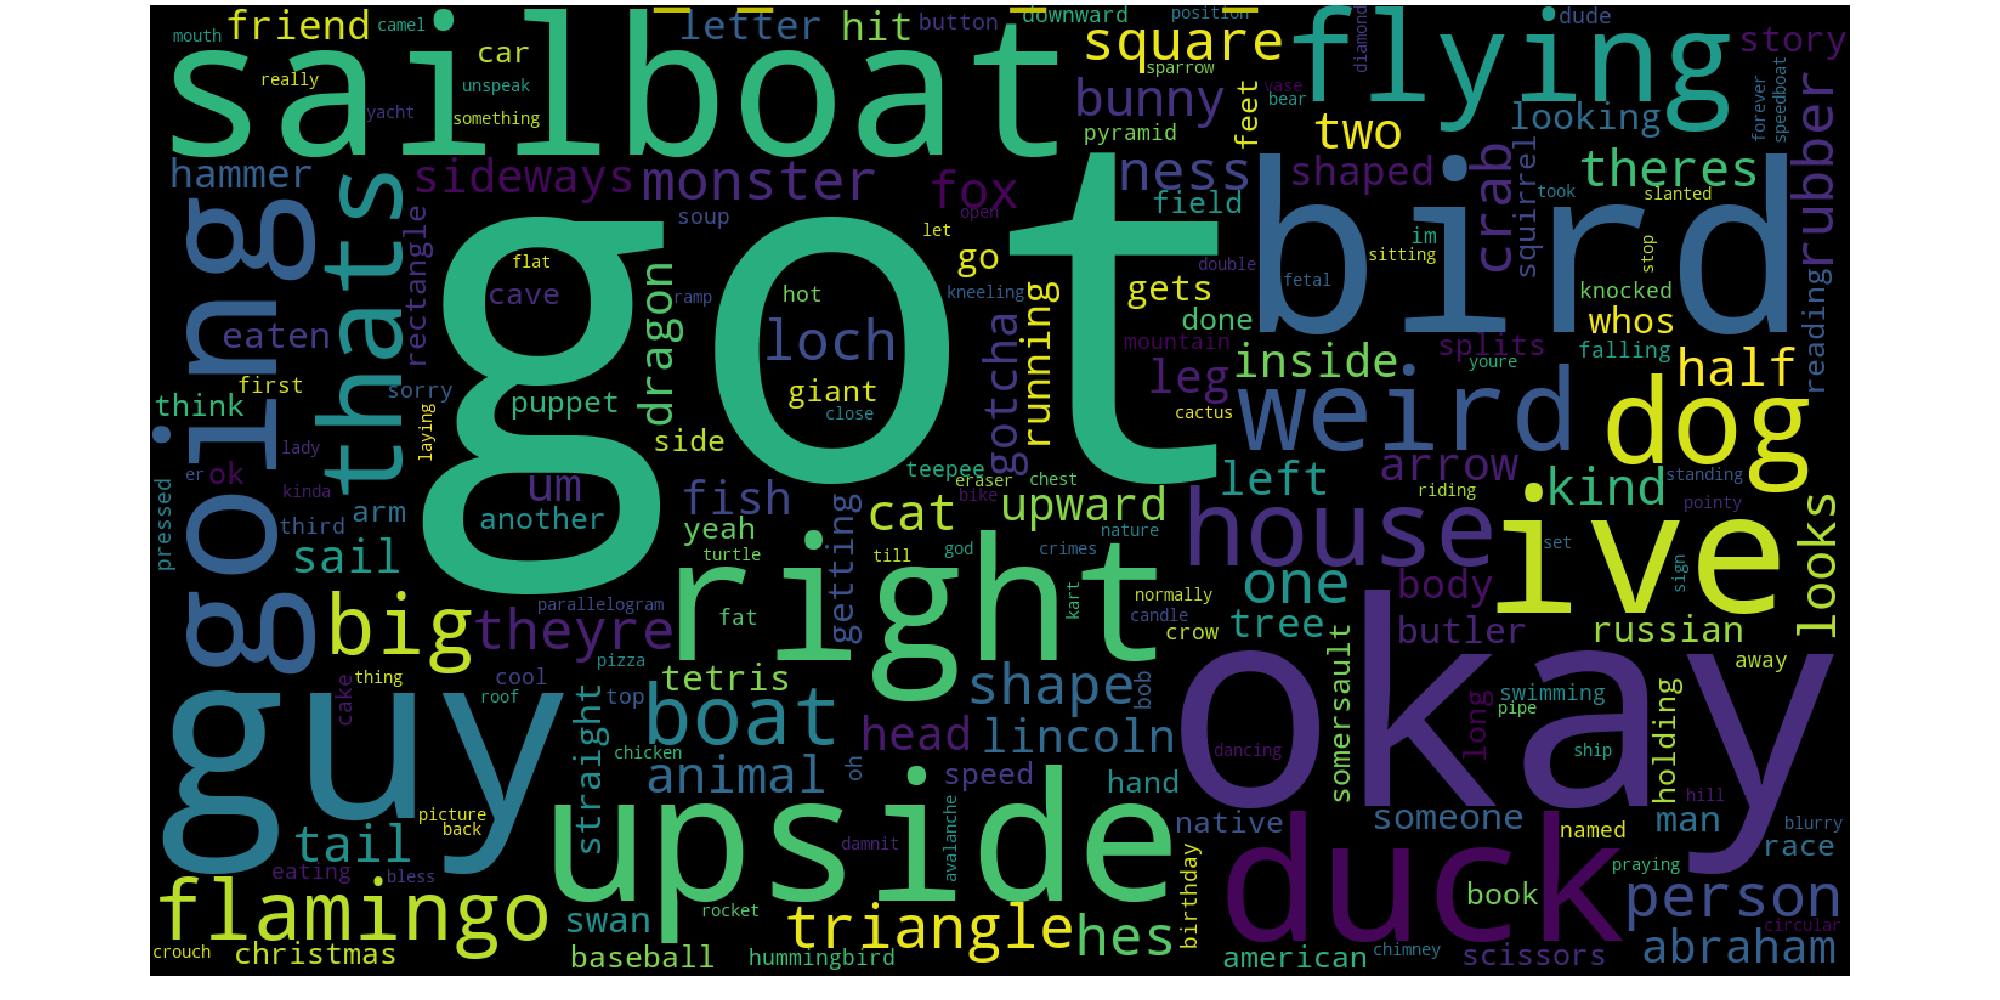 mouth
camel
friend
letter
hit
button
downward
position
dude
sailboat
car
really
unspeak
yacht
something
square
sparrow
vase
bear
diamond
flying
story
bunny
feet
pyramid
two
looking
forever
speedboat
rubber
hammer
sideways
monster
fox
ness
shaped
crab
squirrel
theres
took
slanted
going
thats
rectangle
soup
open
let
field
im
sitting
stop
got
bird
flat
cave
dragon
ramp
hot
go
kneeling
double
fetal
gets
knocked
reading
eaten
loch
gotcha
running
done
whos
mountain
splits
falling
first
sorry
puppet
giant
close
leg
inside
youre
weird
half
dog
think
laying
side
cactus
lady
er
ok
kinda
um
fish
teepee
eraser
chest
bike
left
arrow
riding
kind
standing
pointy
looks
pressed
third
arm
another
yeah
cat
upward
house
ive
nature
sail
turtle
getting
till
god
crimes
set
sign
right
one
body
big
parallelogram
theyre
fat
kart
normally
candle
crow
tree
butler
russian
thing
cool
pizza
tetris
shape
bob
somersault
okay
away
cake
roof
top
boat
head
lincoln
long
swimming
pipe
holding
guy
straight
chicken
dancing
ship
animal
oh
speed
hand
hill
picture
back
upside
avalanche
damnit
native
someone
named
man
blurry
race
tail
eating
bless
duck
praying
flamingo
swan
rocket
triangle
hes
birthday
book
person
circular
crouch
christmas
baseball
hummingbird
american
chimney
scissors
abraham